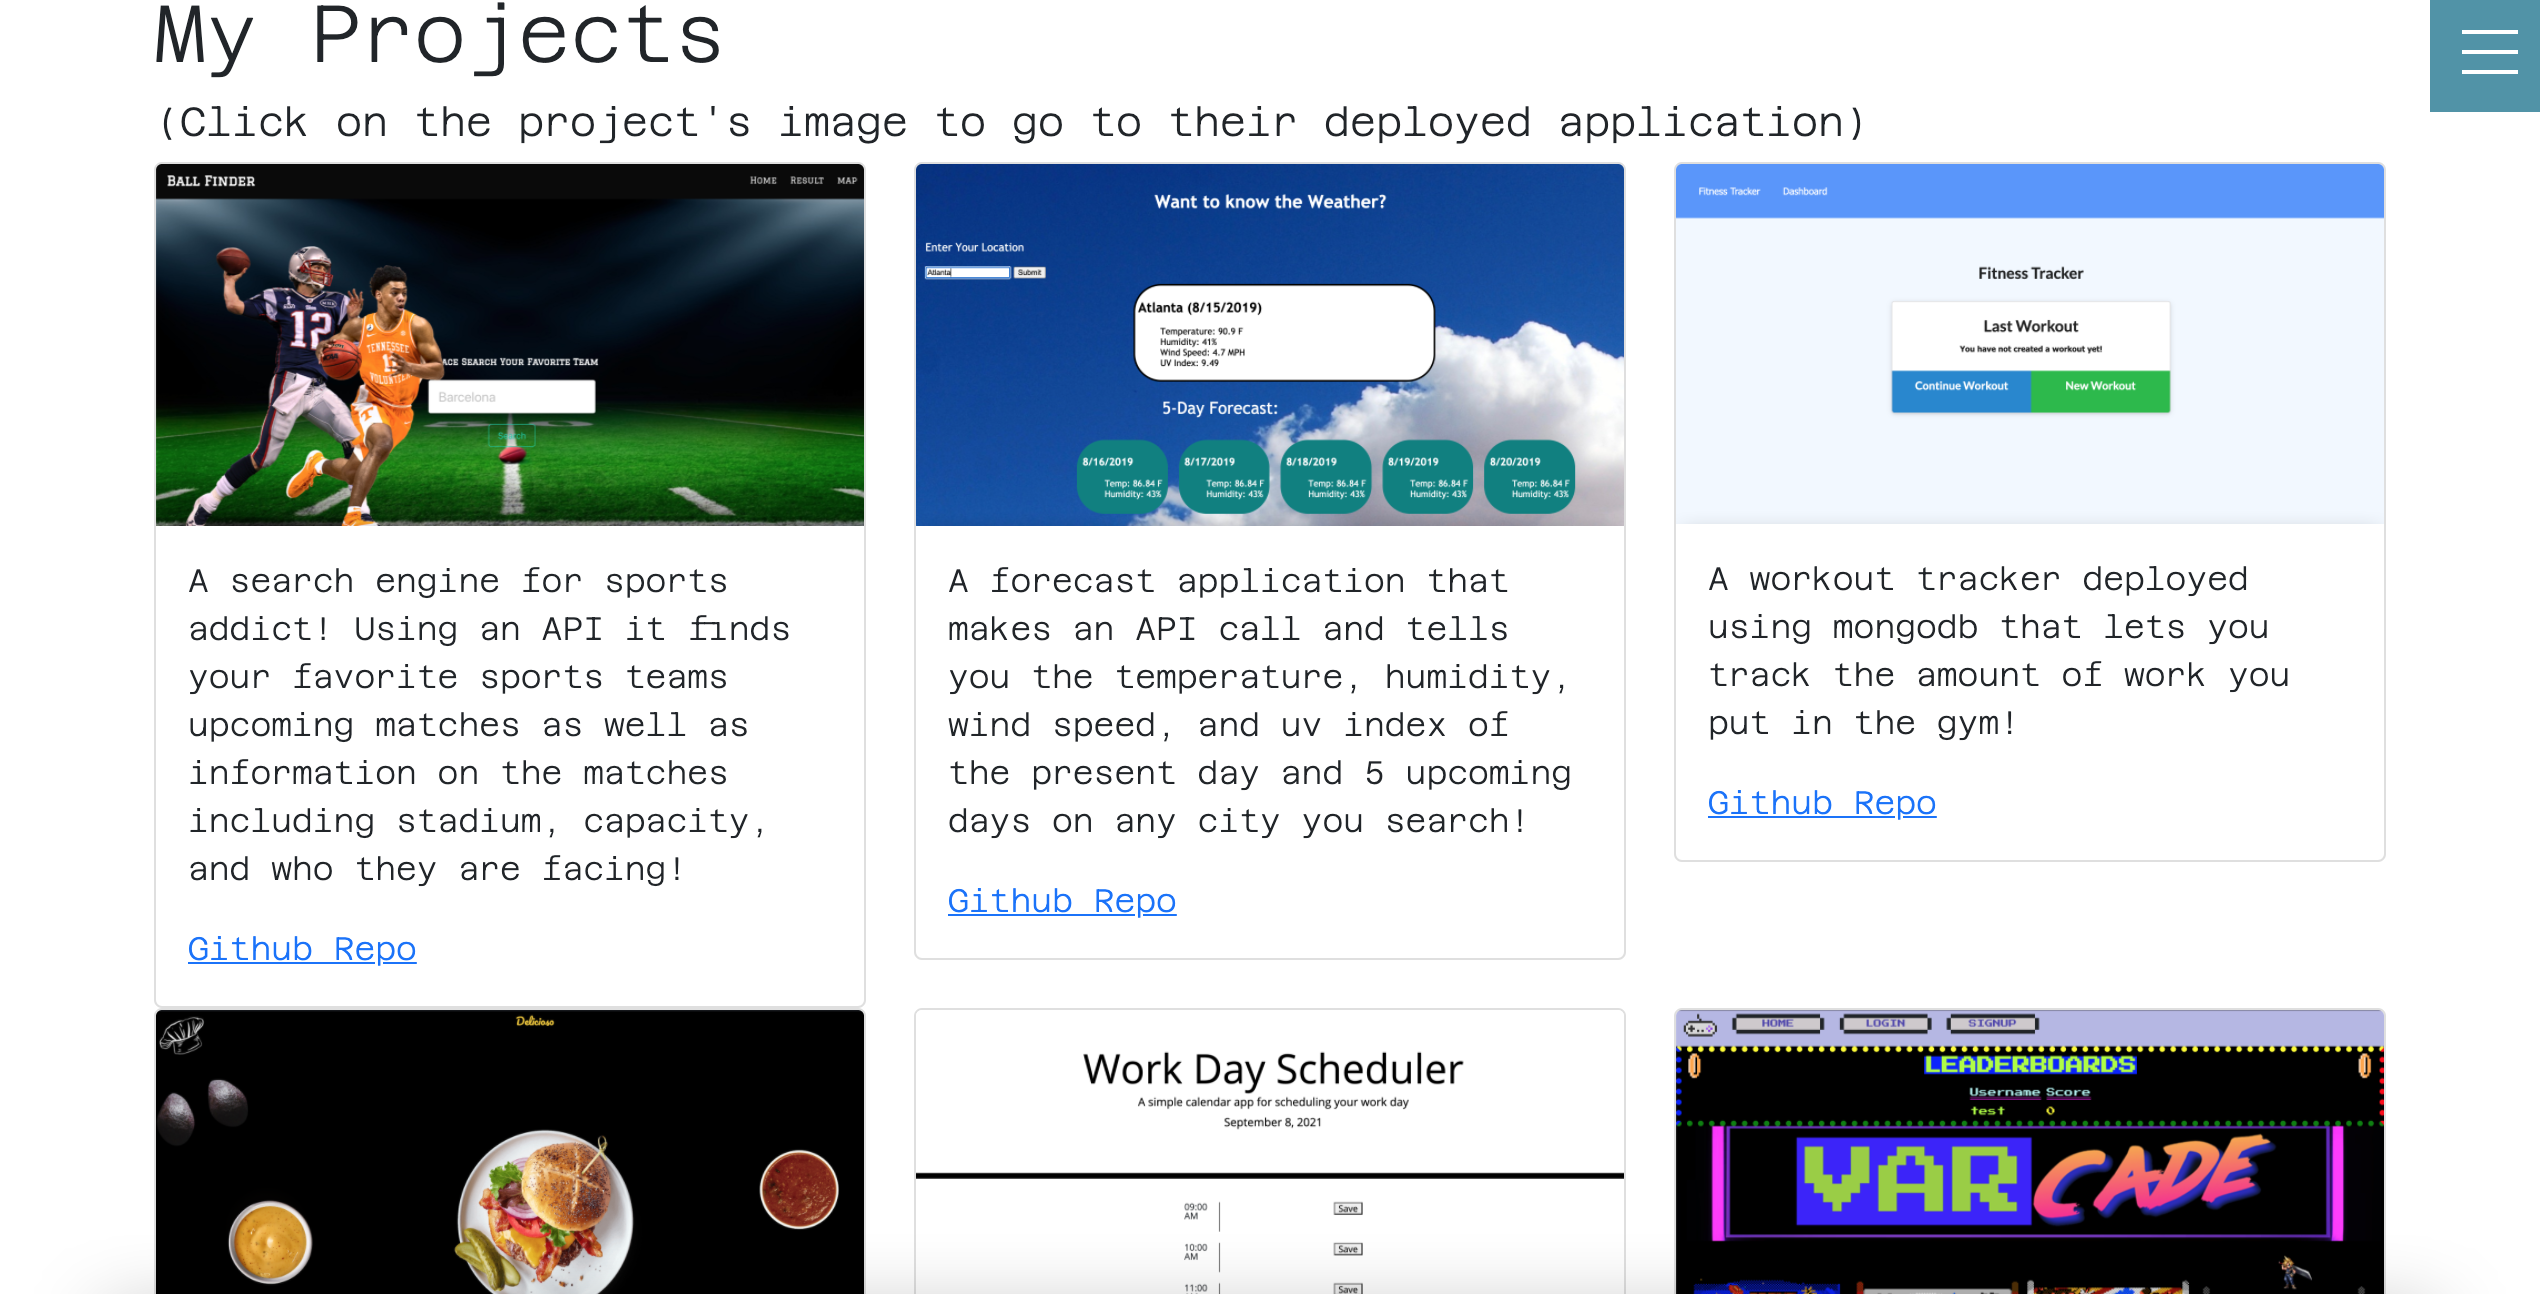 My Projects
(Click on the project's image to go to their deployed application)
BALL FINDER
HOME RESULT MAP
12
TENNESSEE
ACE SEARCH YOUR FAVORITE TEAM
Barcelona
Search
A search engine for sports
addict! Using an API it finds
your favorite sports teams
upcoming matches as well as
information on the matches
including stadium, capacity,
and who they are facing!
Github Repo
Want to know the Weather?
Enter Your Location
Atlanta Submit
Atlanta (8/15/2019)
Temperature: 90.9 F
Humidity: 41%
Wind Speed: 4.7 MPH
UV Index: 9.49
5-Day Forecast:
8/16/2019
Temp: 86.84 F
Humidity: 43%
8/17/2019
Temp: 86.84 F
Humidity: 43%
8/18/2019
Temp: 86.84 F
Humidity: 43%
8/19/2019
Temp: 86.84 F
Humidity: 43%
8/20/2019
Temp: 86.84 F
Humidity: 43%
A forecast application that
makes an API call and tells
you the temperature, humidity,
wind speed, and uv index of
the present day and 5 upcoming
days on any city you search!
Github Repo
Fitness Tracker Dashboard
Fitness Tracker
Last Workout
You have not created a workout yet!
Continue Workout New Workout
A workout tracker deployed
using mongodb that lets you
track the amount of work you
put in the gym!
Github Repo
Delicioso
Work Day Scheduler
A simple calendar app for scheduling your work day
September 8, 2021
09:00
AM
Save
10:00
AM
Save
11:00
Save
HOME LOGIN SIGNUP
LEADERBOARDS
Username Score
test 0
VARCADE